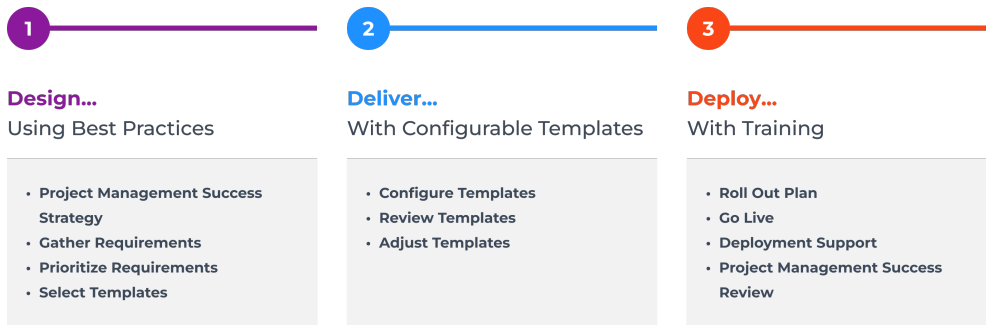 1
Design...
Using Best Practices
• Project Management Success
Strategy
• Gather Requirements
• Prioritize Requirements
• Select Templates
2
Deliver...
With Configurable Templates
• Configure Templates
• Review Templates
• Adjust Templates
3
Deploy...
With Training
• Roll Out Plan
• Go Live
• Deployment Support
• Project Management Success
Review